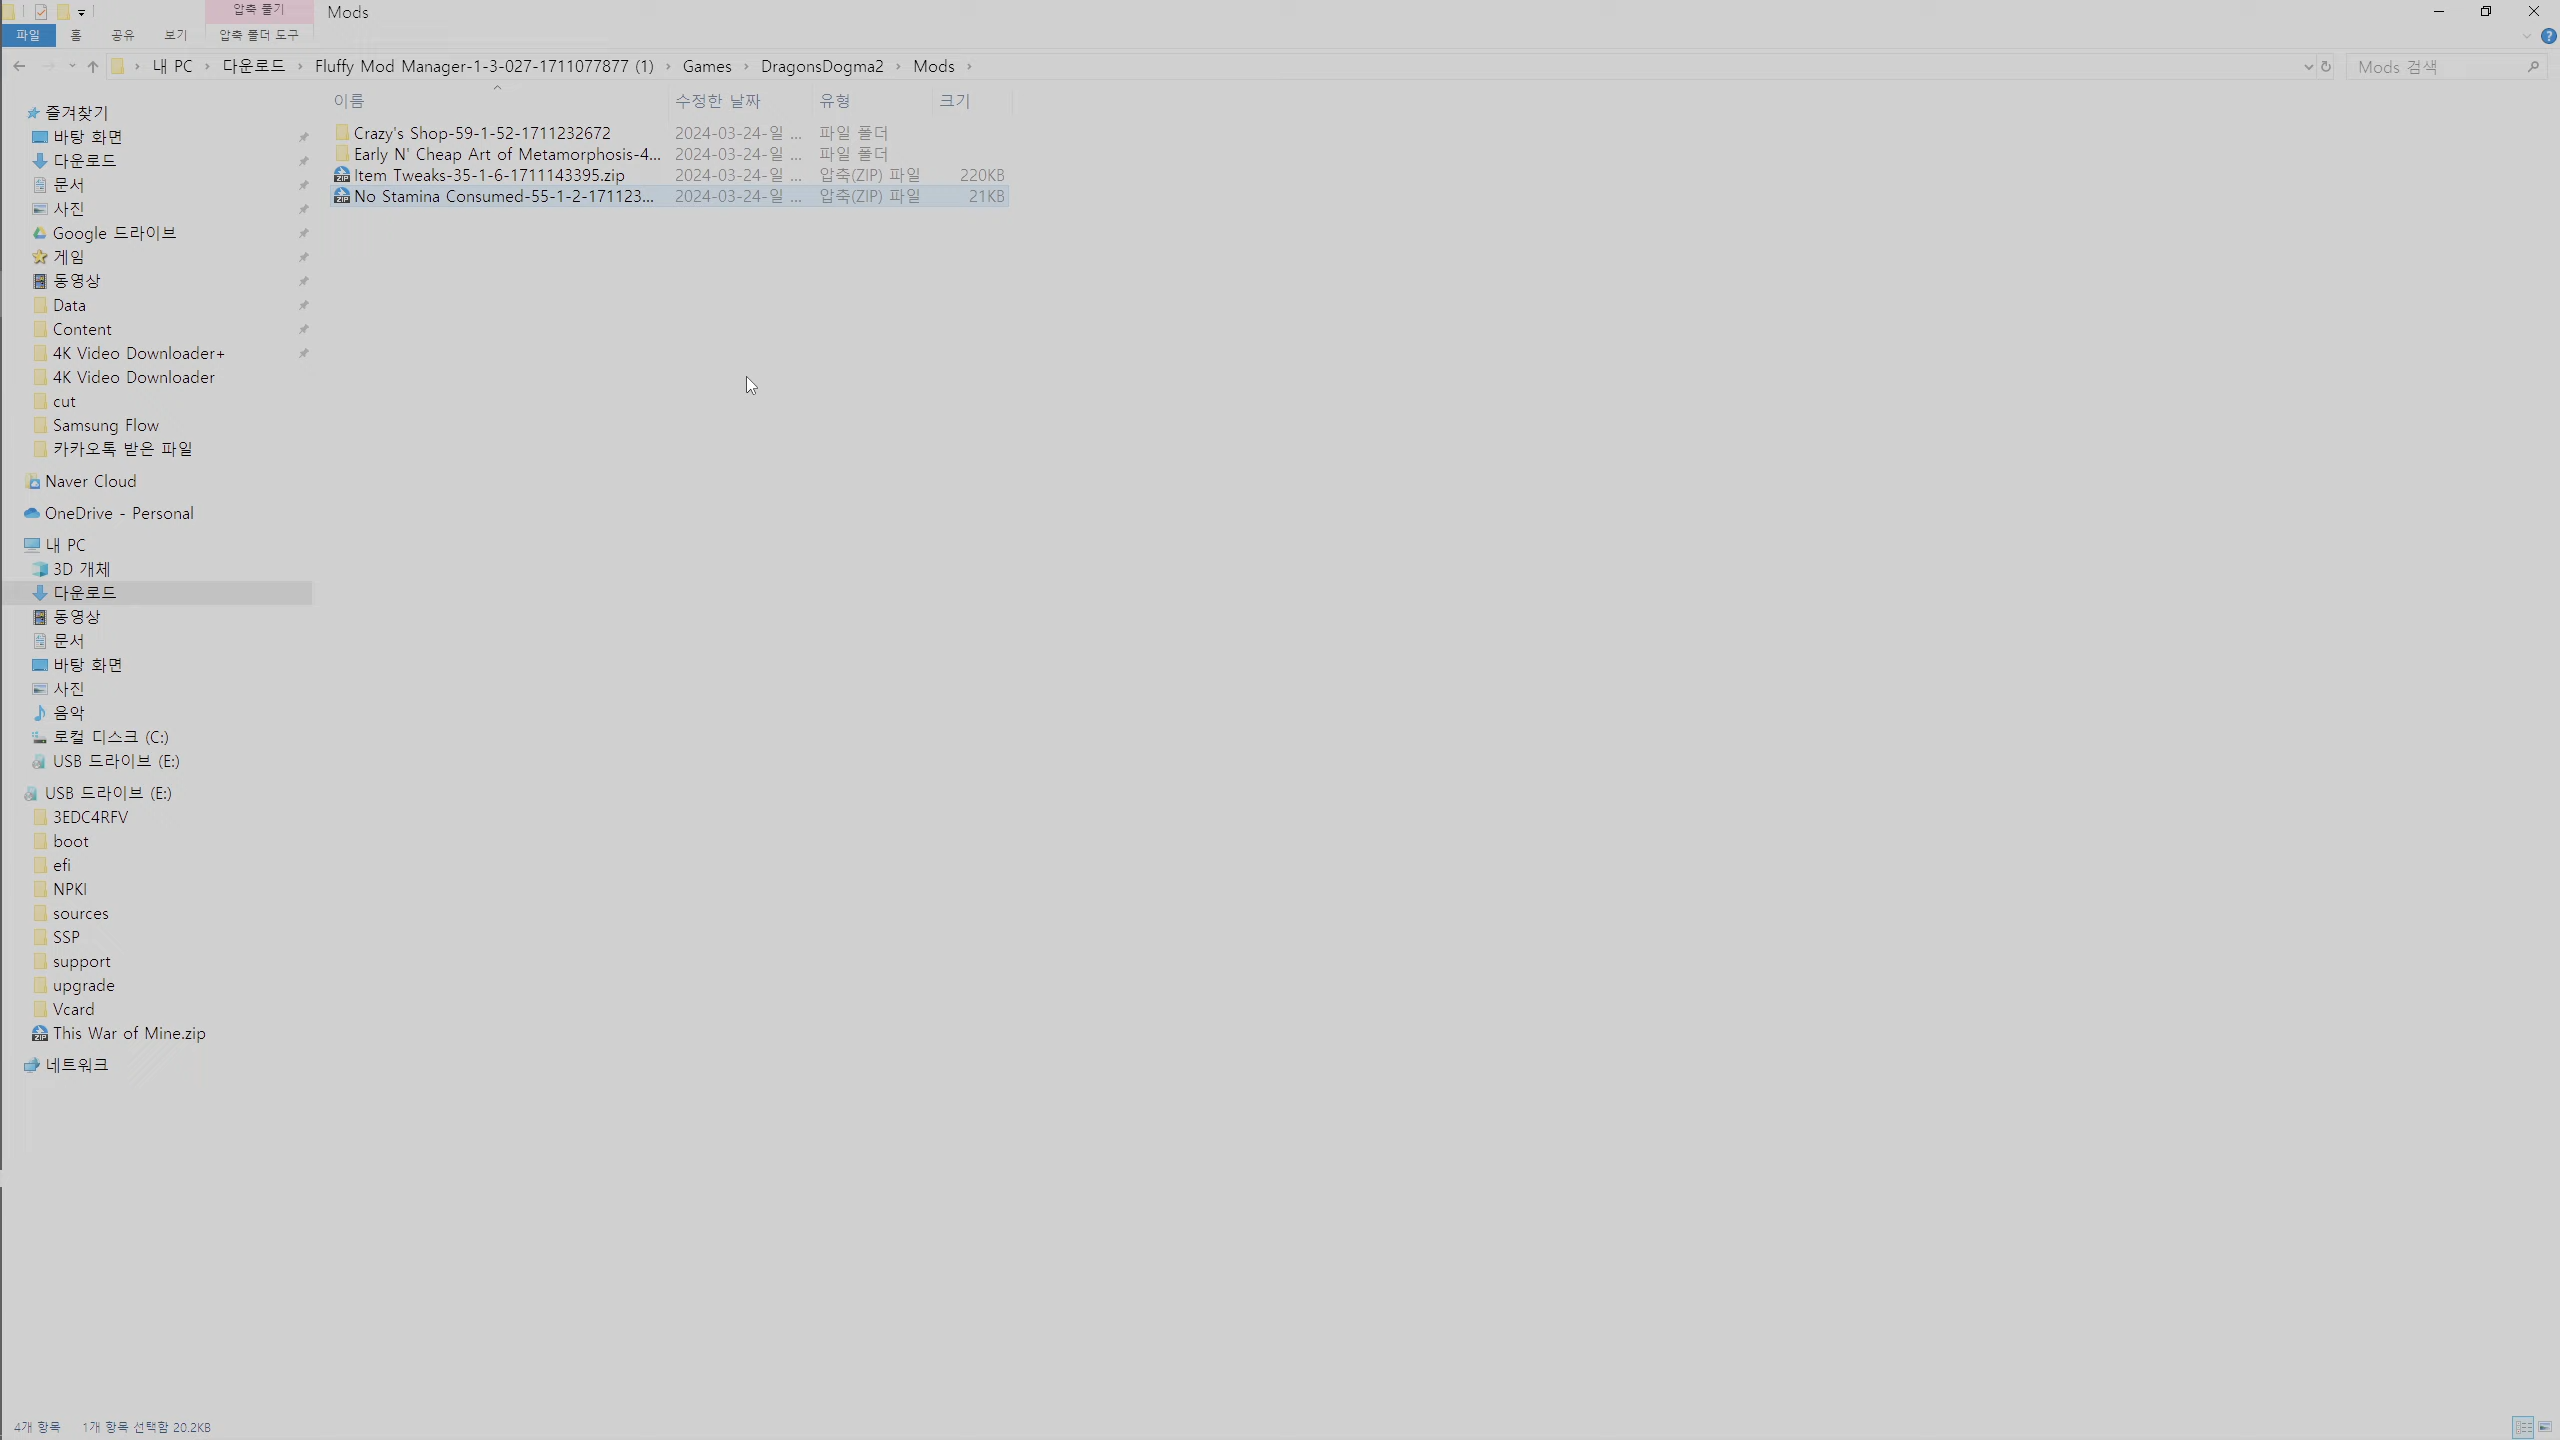 압축 풀기 Mods
파일 홈 공유 보기 압축 폴더 도구
내 PC › 다운로드 › Fluffy Mod Manager-1-3-027-1711077877 (1) › Games › DragonsDogma2 › Mods › Mods 검색
이름 수정한 날짜 유형 크기
Crazy's Shop-59-1-52-1711232672 2024-03-24-일 ... 파일 폴더
Early N' Cheap Art of Metamorphosis-4... 2024-03-24-일 ... 파일 폴더
Item Tweaks-35-1-6-1711143395.zip 2024-03-24-일 ... 압축(ZIP) 파일 220KB
No Stamina Consumed-55-1-2-171123... 2024-03-24-일 ... 압축(ZIP) 파일 21KB
즐겨찾기
바탕 화면
다운로드
문서
사진
Google 드라이브
게임
동영상
Data
Content
4K Video Downloader+
4K Video Downloader
cut
Samsung Flow
카카오톡 받은 파일
Naver Cloud
OneDrive - Personal
내 PC
3D 개체
다운로드
동영상
문서
바탕 화면
사진
음악
로컬 디스크 (C:)
USB 드라이브 (E:)
USB 드라이브 (E:)
3EDC4RFV
boot
efi
NPKI
sources
SSP
support
upgrade
Vcard
This War of Mine.zip
네트워크
4개 항목 1개 항목 선택함 20.2KB